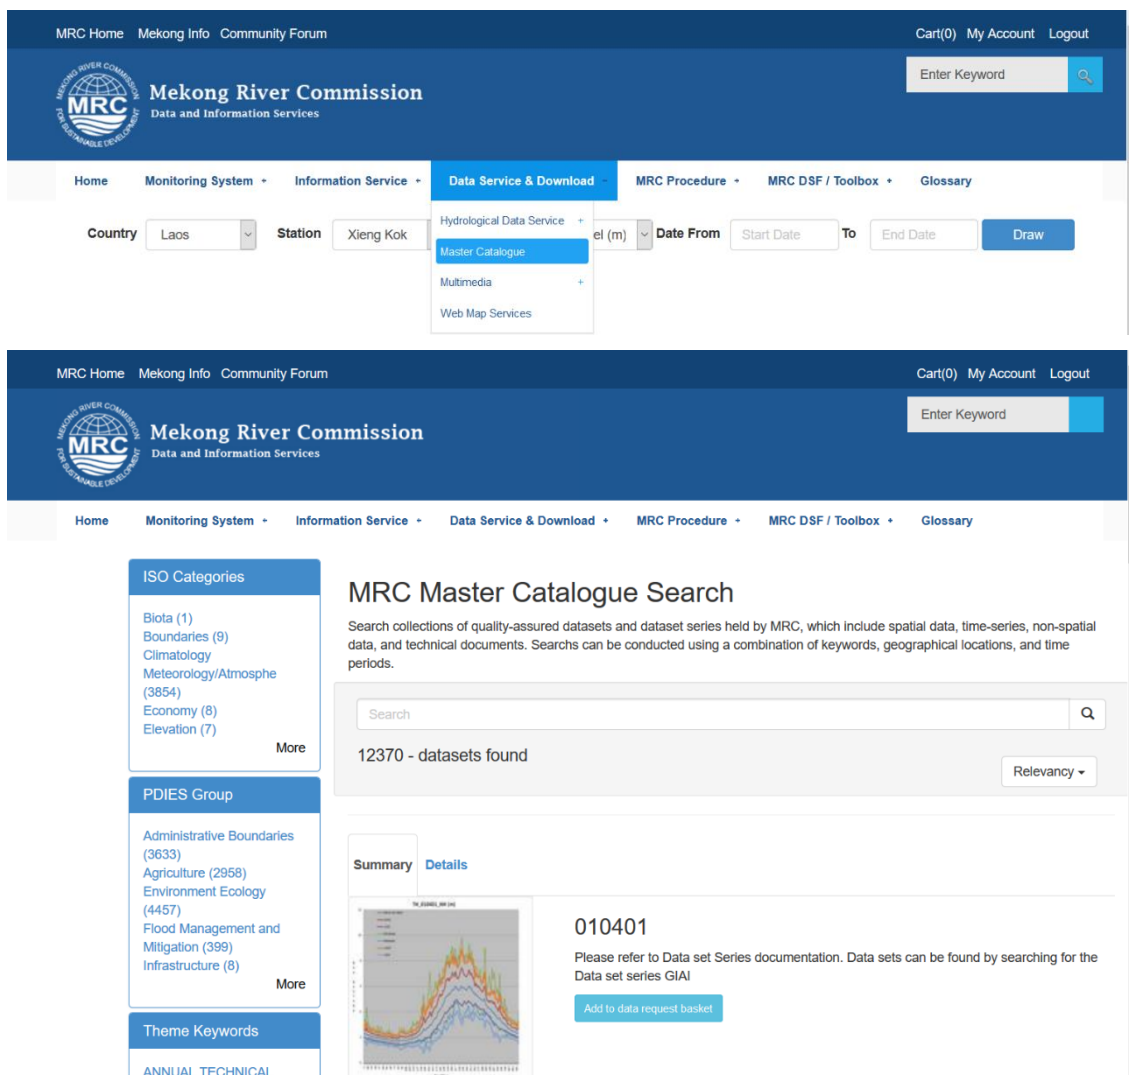 MRC Home Mekong Info Community Forum
Cart(0) My Account Logout
Enter Keyword
MRC
Mekong River Commission
Data and Information Services
Home Monitoring System + Information Service + Data Service & Download - MRC Procedure + MRC DSF / Toolbox + Glossary
Country Laos Station Xieng Kok el (m) Date From Start Date To End Date Draw
Hydrological Data Service +
Master Catalogue
Multimedia +
Web Map Services
MRC Home Mekong Info Community Forum
Cart(0) My Account Logout
Enter Keyword
MRC
Mekong River Commission
Data and Information Services
Home Monitoring System + Information Service + Data Service & Download + MRC Procedure + MRC DSF / Toolbox + Glossary
ISO Categories
Biota (1)
Boundaries (9)
Climatology
Meteorology/Atmosphe
(3854)
Economy (8)
Elevation (7)
More
PDIES Group
Administrative Boundaries
(3633)
Agriculture (2958)
Environment Ecology
(4457)
Flood Management and
Mitigation (399)
Infrastructure (8)
More
Theme Keywords
ANNUAL TECHNICAL
MRC Master Catalogue Search
Search collections of quality-assured datasets and dataset series held by MRC, which include spatial data, time-series, non-spatial
data, and technical documents. Searchs can be conducted using a combination of keywords, geographical locations, and time
periods.
Search
12370 - datasets found
Relevancy
Summary Details
010401
Please refer to Data set Series documentation. Data sets can be found by searching for the
Data set series GIAI
Add to data request basket